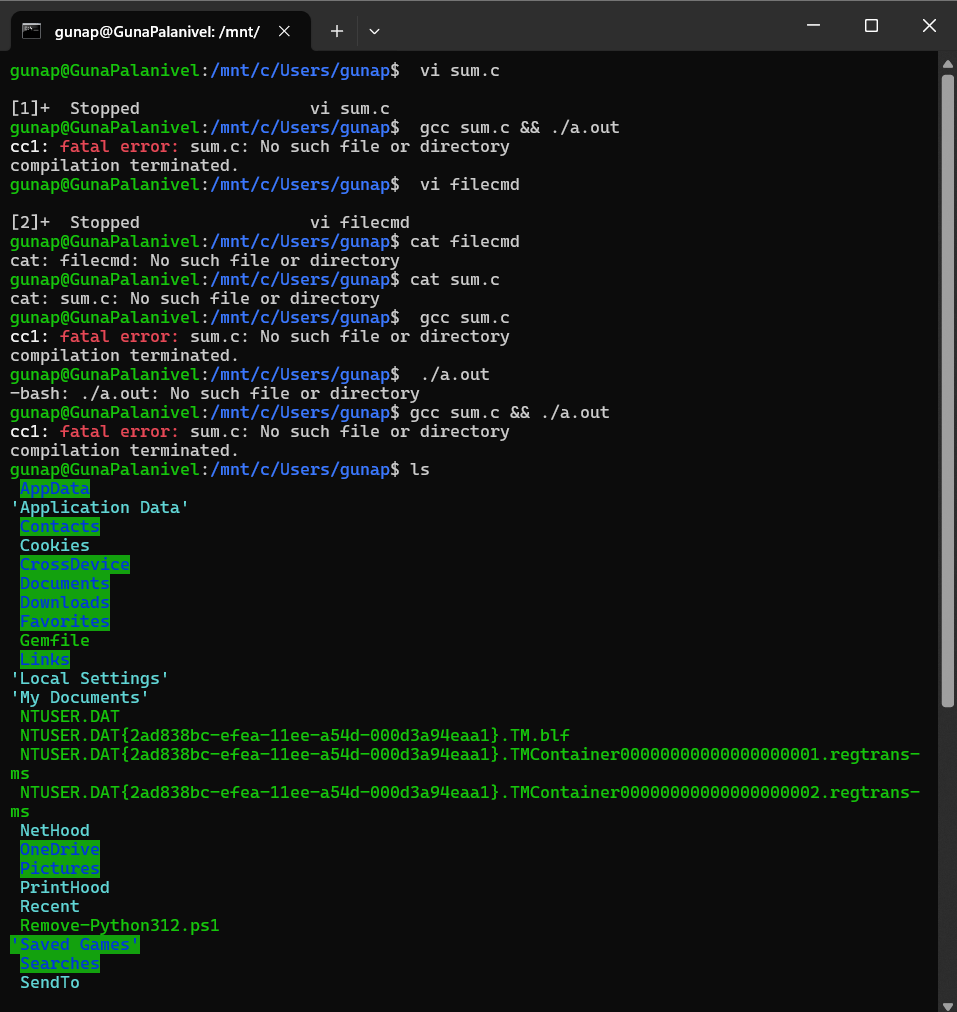 gunap@GunaPalanivel: /mnt/
gunap@GunaPalanivel:/mnt/c/Users/gunap$  vi sum.c
[1]+  Stopped                 vi sum.c
gunap@GunaPalanivel:/mnt/c/Users/gunap$  gcc sum.c && ./a.out
cc1: fatal error: sum.c: No such file or directory
compilation terminated.
gunap@GunaPalanivel:/mnt/c/Users/gunap$  vi filecmd
[2]+  Stopped                 vi filecmd
gunap@GunaPalanivel:/mnt/c/Users/gunap$ cat filecmd
cat: filecmd: No such file or directory
gunap@GunaPalanivel:/mnt/c/Users/gunap$ cat sum.c
cat: sum.c: No such file or directory
gunap@GunaPalanivel:/mnt/c/Users/gunap$  gcc sum.c
cc1: fatal error: sum.c: No such file or directory
compilation terminated.
gunap@GunaPalanivel:/mnt/c/Users/gunap$  ./a.out
-bash: ./a.out: No such file or directory
gunap@GunaPalanivel:/mnt/c/Users/gunap$ gcc sum.c && ./a.out
cc1: fatal error: sum.c: No such file or directory
compilation terminated.
gunap@GunaPalanivel:/mnt/c/Users/gunap$ ls
AppData
'Application Data'
Contacts
Cookies
CrossDevice
Documents
Downloads
Favorites
Gemfile
Links
'Local Settings'
'My Documents'
NTUSER.DAT
NTUSER.DAT{2ad838bc-efea-11ee-a54d-000d3a94eaa1}.TM.blf
NTUSER.DAT{2ad838bc-efea-11ee-a54d-000d3a94eaa1}.TMContainer00000000000000000001.regtrans-
ms
NTUSER.DAT{2ad838bc-efea-11ee-a54d-000d3a94eaa1}.TMContainer00000000000000000002.regtrans-
ms
NetHood
OneDrive
Pictures
PrintHood
Recent
Remove-Python312.ps1
'Saved Games'
Searches
SendTo